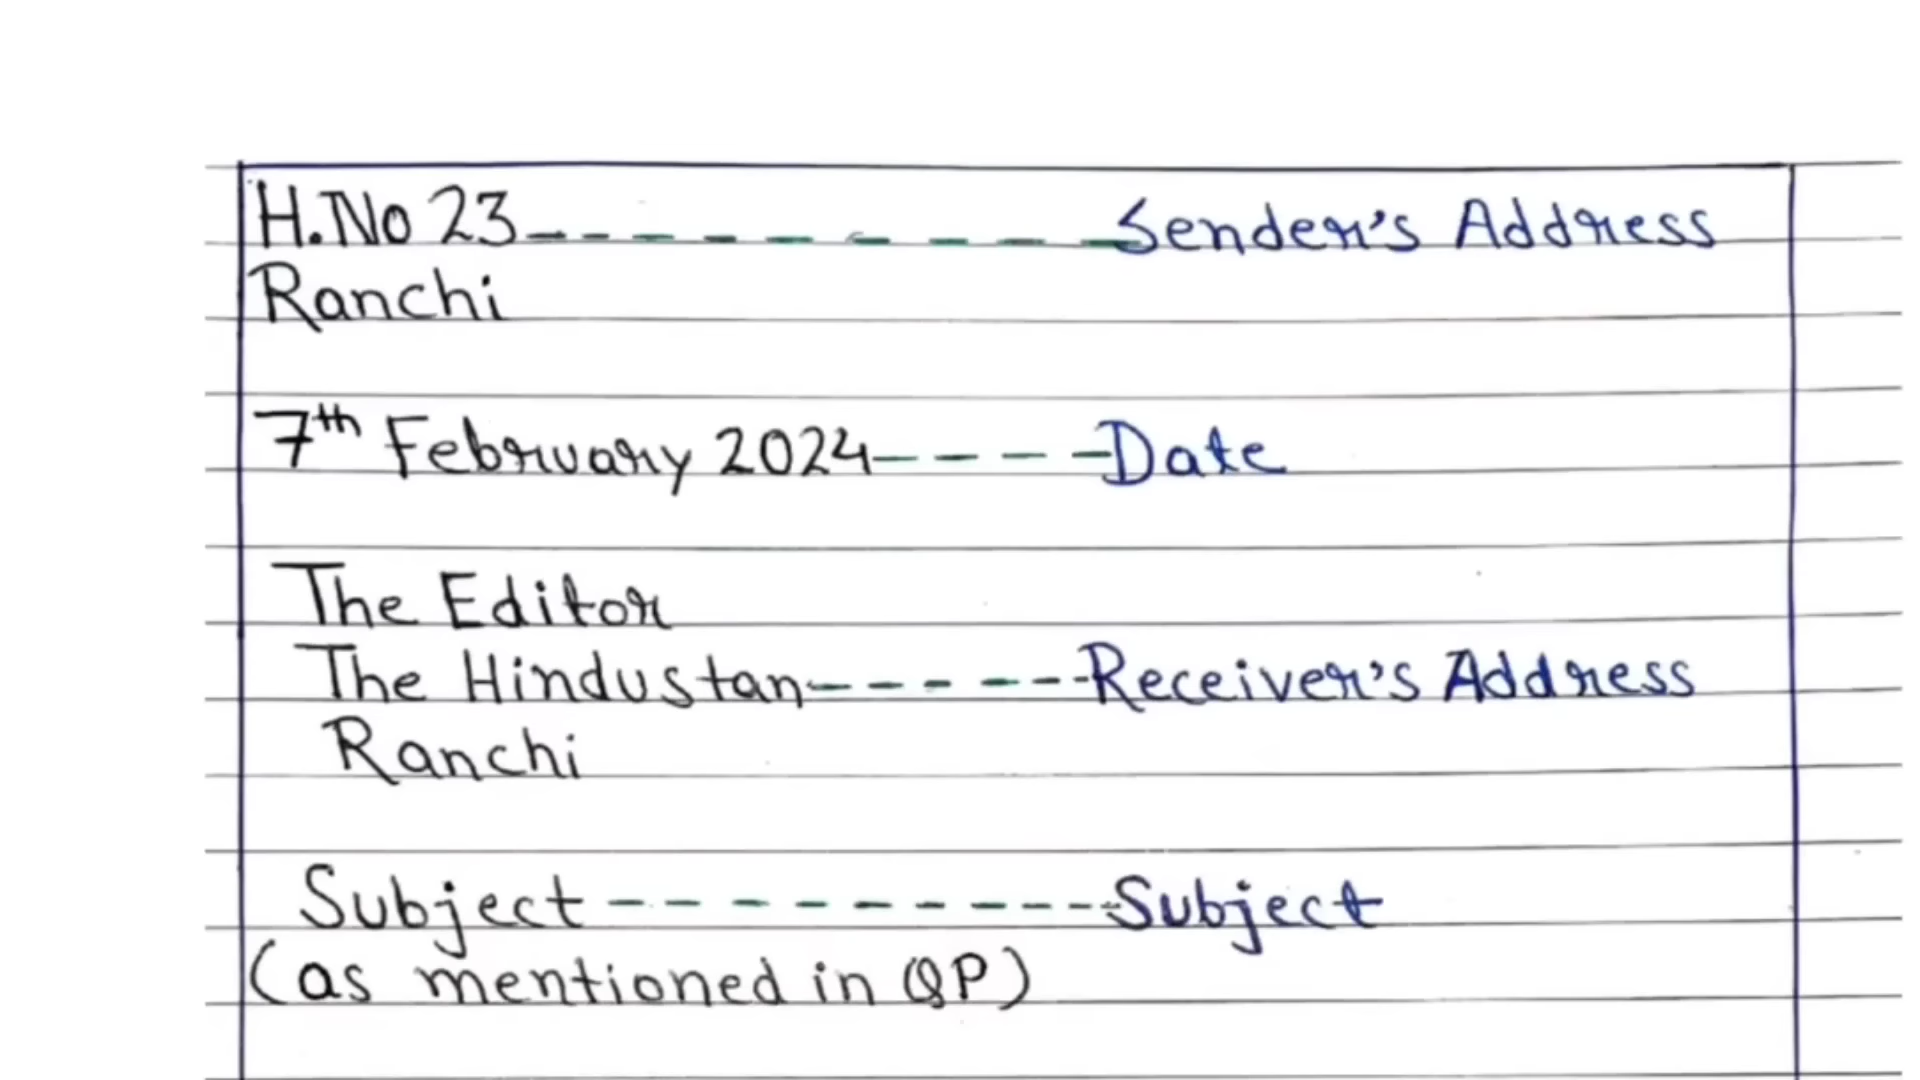 H.No 23 - - - - - - - - - Sender's Address
Ranchi
7th February 2024 - - - - Date
The Editor
The Hindustan - - - - - - Receiver's Address
Ranchi
Subject - - - - - - - - - Subject
(as mentioned in QP)